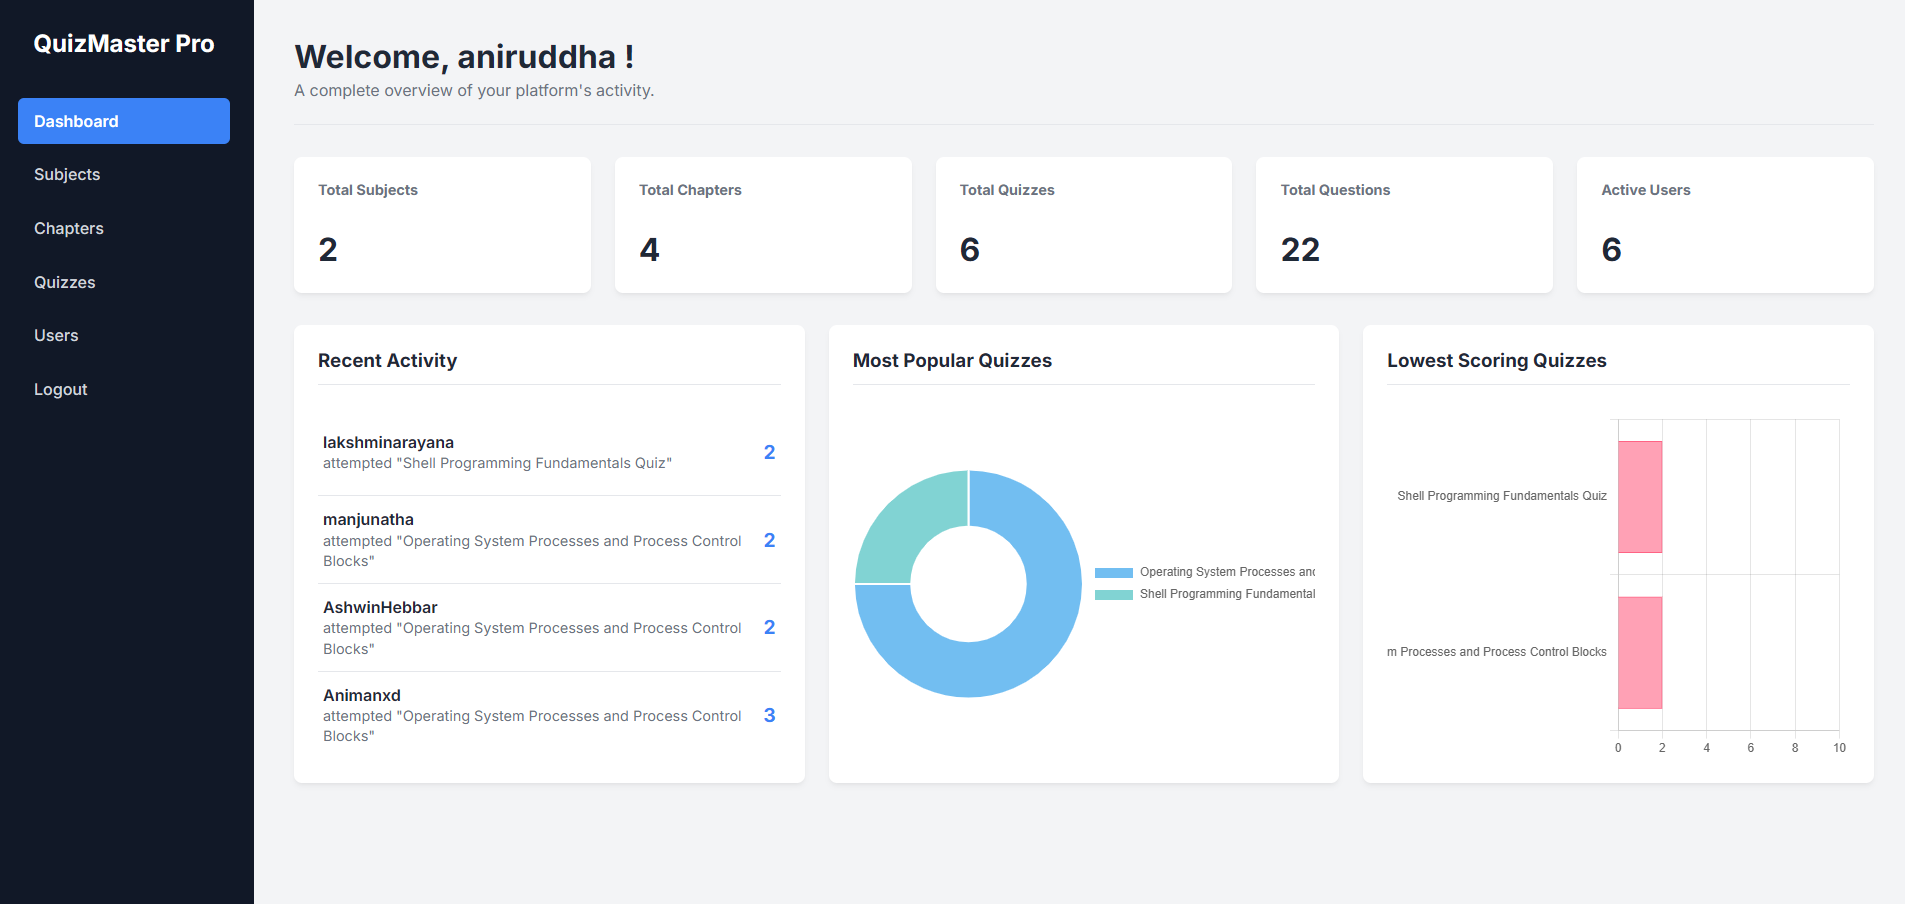 QuizMaster Pro
Dashboard
Subjects
Chapters
Quizzes
Users
Logout
Welcome, aniruddha !
A complete overview of your platform's activity.
Total Subjects
2
Total Chapters
4
Total Quizzes
6
Total Questions
22
Active Users
6
Recent Activity
lakshminarayana
attempted "Shell Programming Fundamentals Quiz"
2
manjunatha
attempted "Operating System Processes and Process Control
Blocks"
2
AshwinHebbar
attempted "Operating System Processes and Process Control
Blocks"
2
Animanxd
attempted "Operating System Processes and Process Control
Blocks"
3
Most Popular Quizzes
Operating System Processes and
Shell Programming Fundamental
Lowest Scoring Quizzes
Shell Programming Fundamentals Quiz
m Processes and Process Control Blocks
0 2 4 6 8 10